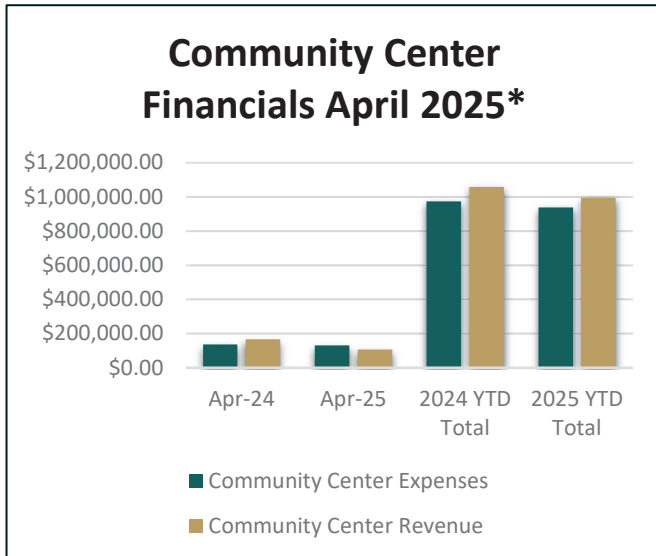 Community Center
Financials April 2025*
$1,200,000.00
$1,000,000.00
$800,000.00
$600,000.00
$400,000.00
$200,000.00
$0.00
Apr-24 Apr-25 2024 YTD 2025 YTD
Total Total
Community Center Expenses
Community Center Revenue